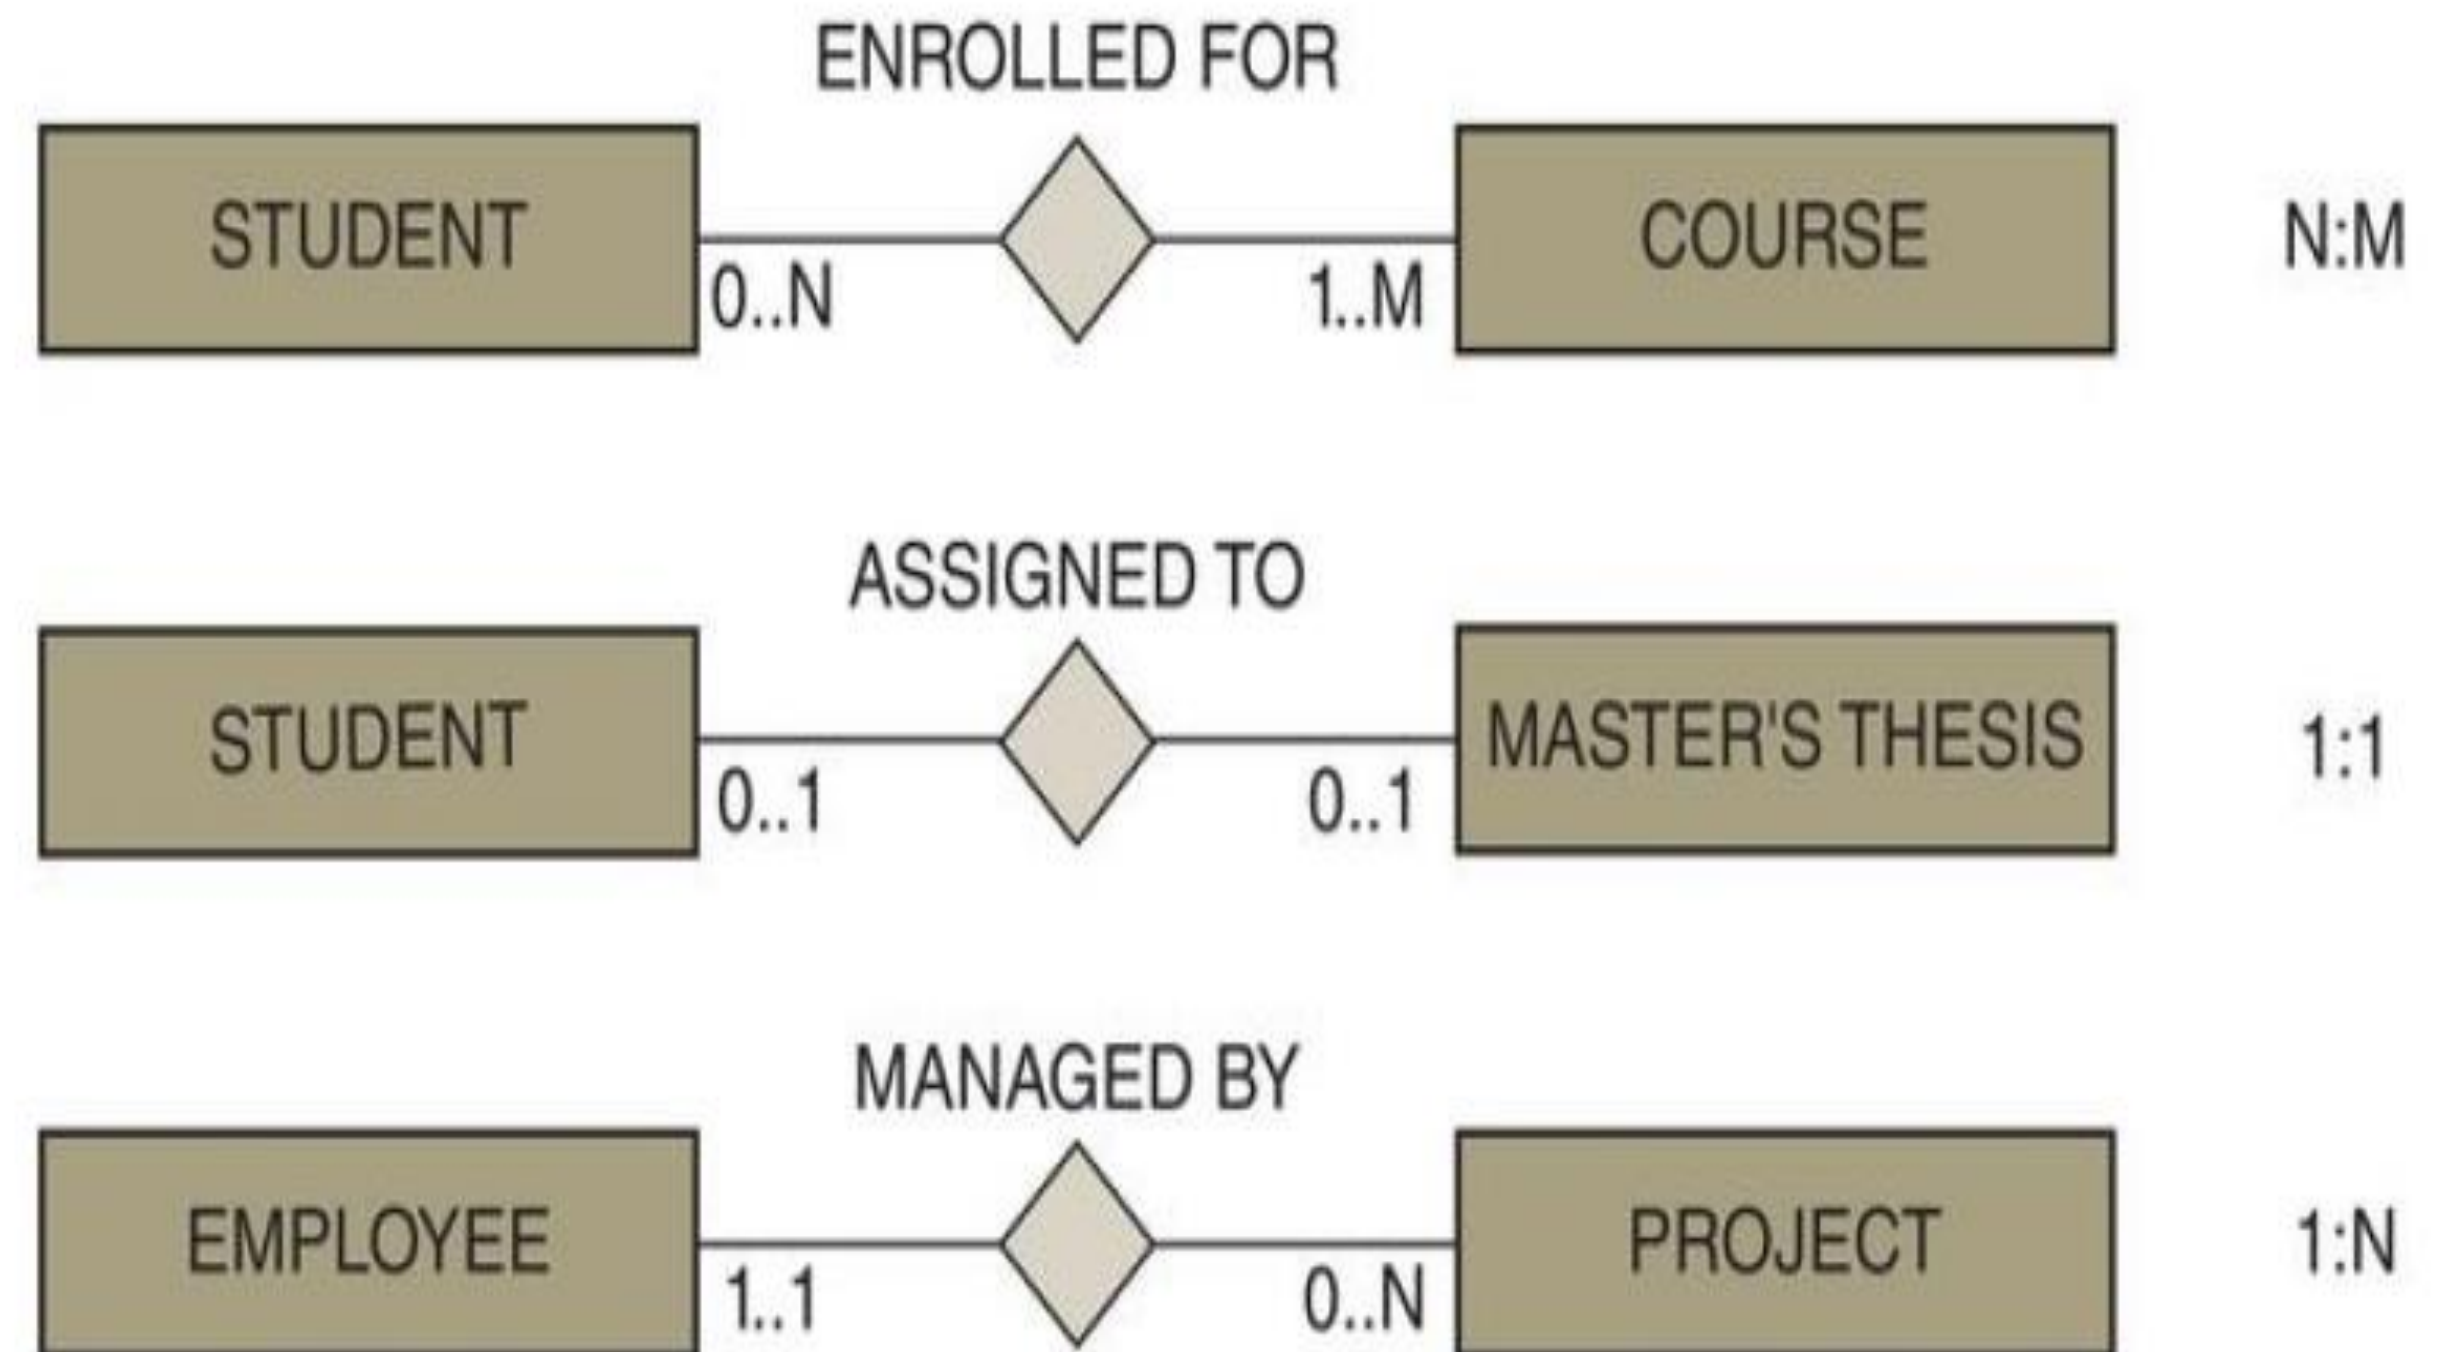 ENROLLED FOR
STUDENT
COURSE
N:M
0..N
1..M
ASSIGNED TO
STUDENT
MASTER'S THESIS
1:1
0..1
0..1
MANAGED BY
EMPLOYEE
PROJECT
1:N
1..1
0..N